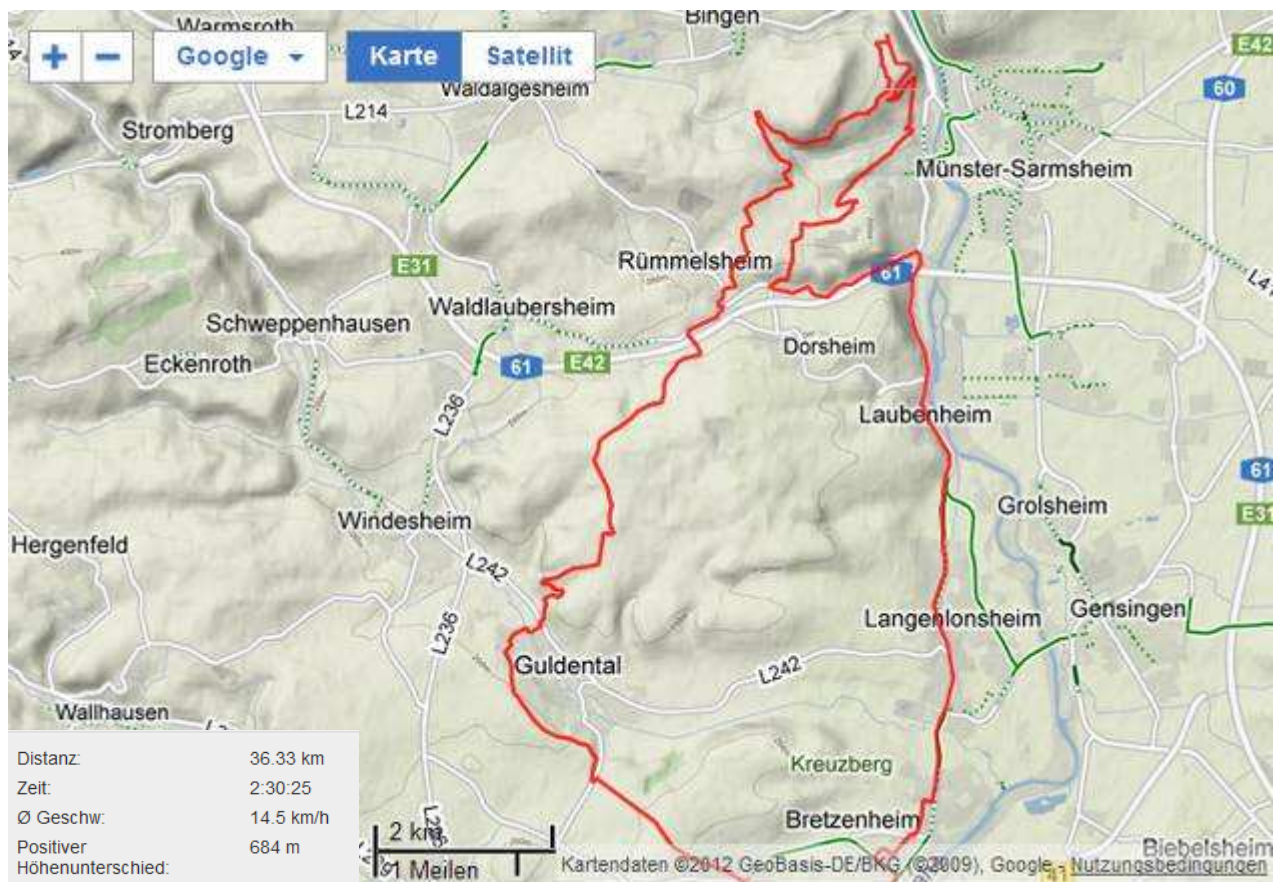 Bingen
Warmsroth
+ − Google Karte Satellit
E42
60
Waldalgesheim
L214
Stromberg
Münster-Sarmsheim
Rümmelsheim
E31
61
L41
Waldlaubersheim
Schweppenhausen
Dorsheim
Eckenroth
61 E42
L236
Laubenheim
61
Grolsheim
E31
Windesheim
Hergenfeld
L242
Langenlonsheim
Gensingen
L236
Guldental
L242
Wallhausen
Kreuzberg
Bretzenheim
Biebelsheim
Distanz: 36.33 km
Zeit: 2:30:25
Ø Geschw: 14.5 km/h
Positiver 684 m
Höhenunterschied:
L236
2 km
1 Meilen
Kartendaten ©2012 GeoBasis-DE/BKG (©2009), Google - Nutzungsbedingungen
41